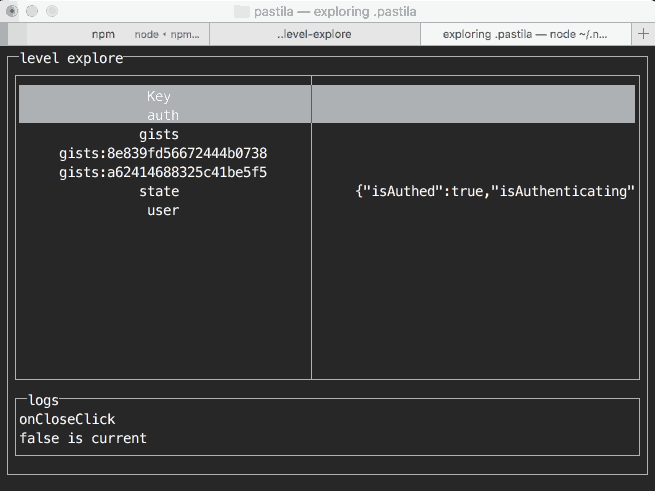 pastila — exploring .pastila
npm node • npm...
..level-explore
exploring .pastila — node ~/.n...
level explore
Key
auth
gists
gists:8e839fd56672444b0738
gists:a62414688325c41be5f5
state {"isAuthed":true,"isAuthenticating"
user
logs
onCloseClick
false is current